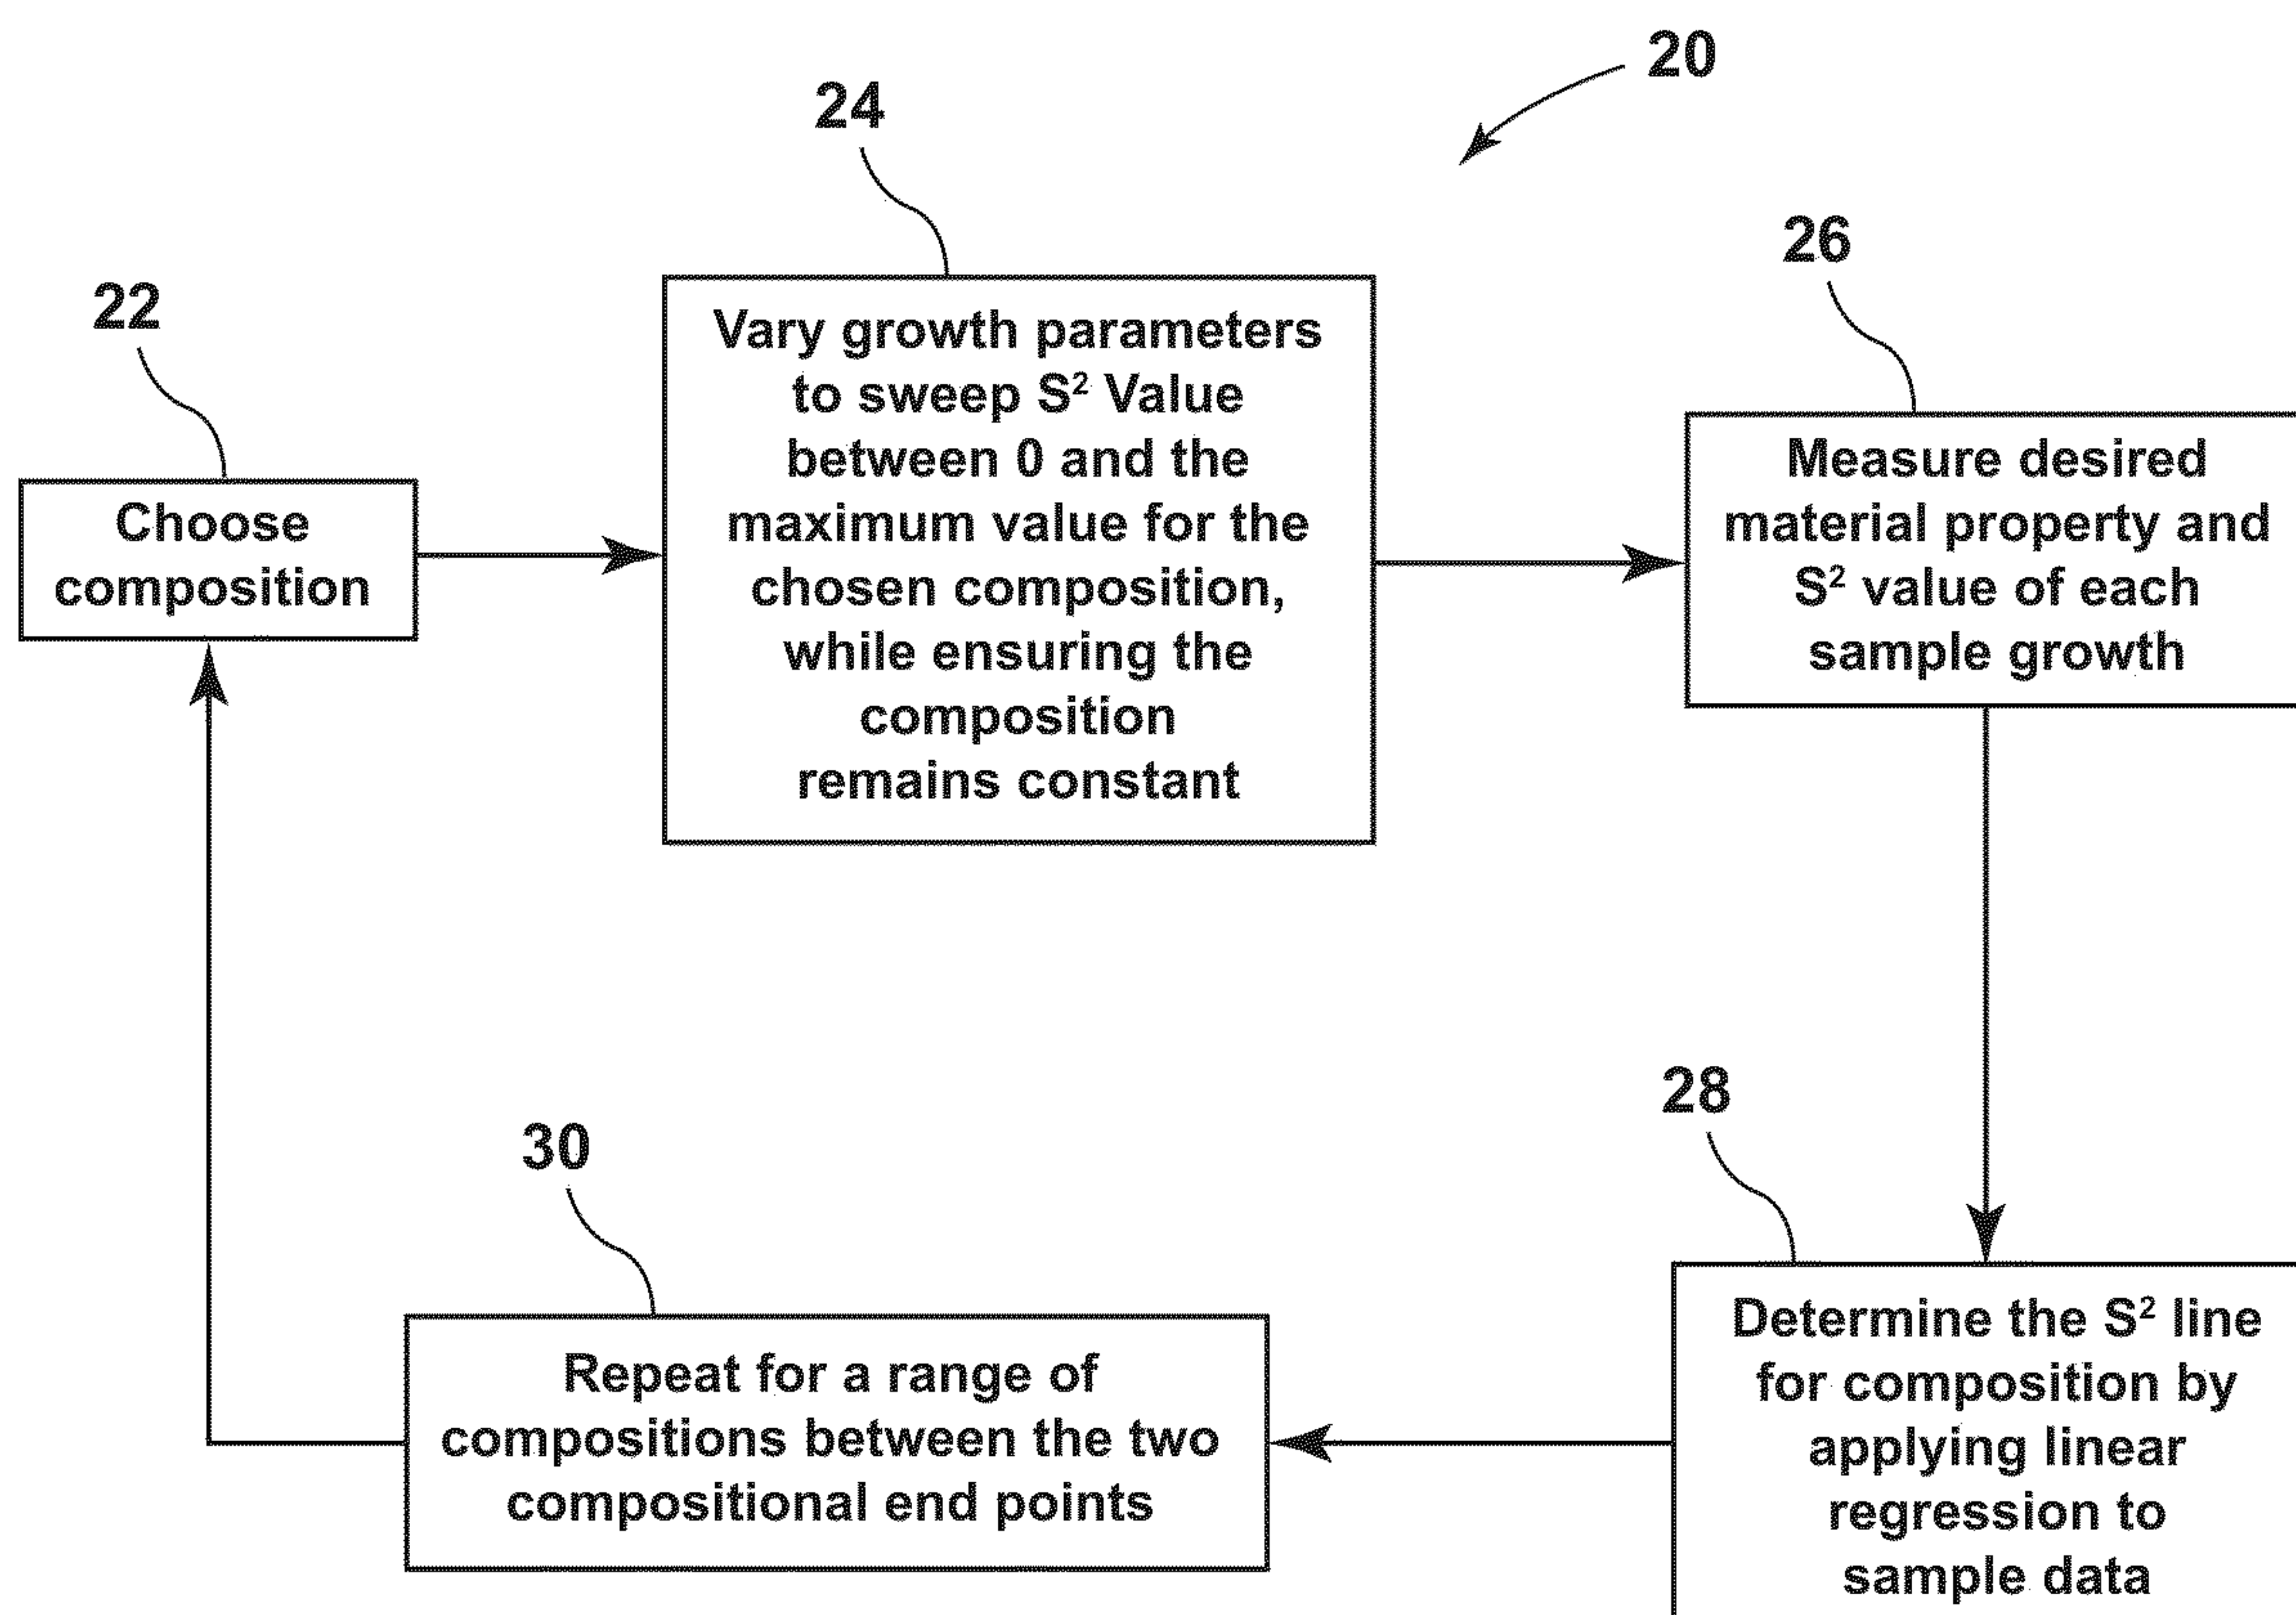 20
22
Choose
composition
24
Vary growth parameters
to sweep S² Value
between 0 and the
maximum value for the
chosen composition,
while ensuring the
composition
remains constant
26
Measure desired
material property and
S² value of each
sample growth
28
Determine the S² line
for composition by
applying linear
regression to
sample data
30
Repeat for a range of
compositions between the two
compositional end points